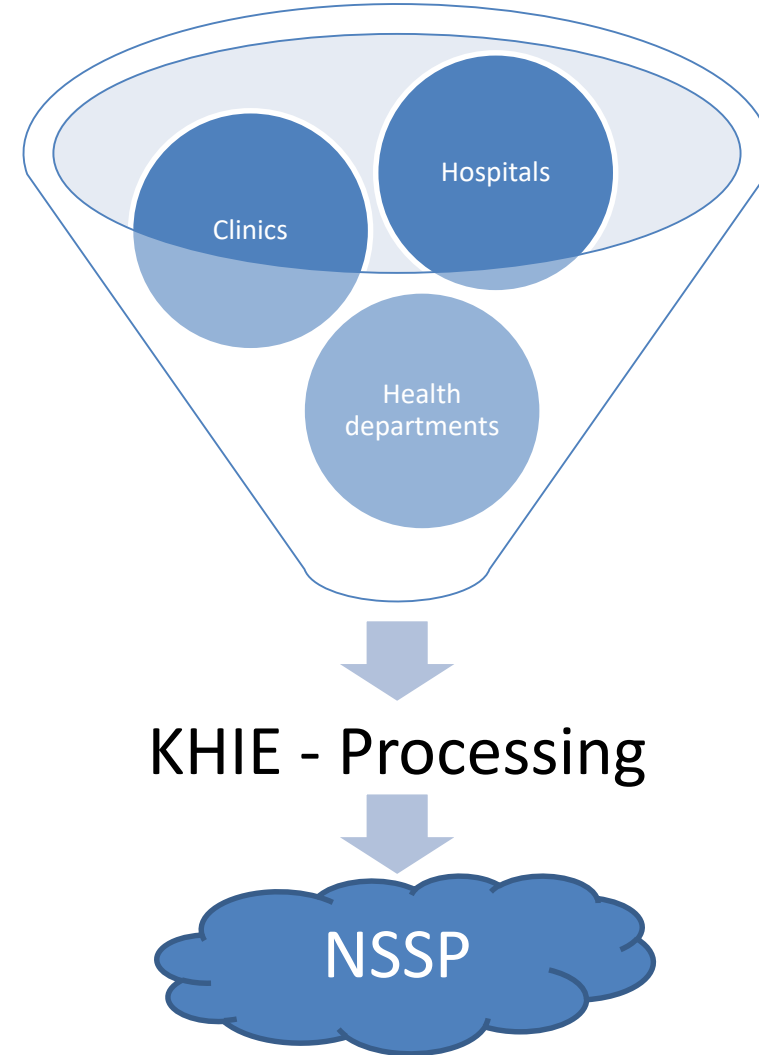 Hospitals
Clinics
Health
departments
KHIE - Processing
NSSP